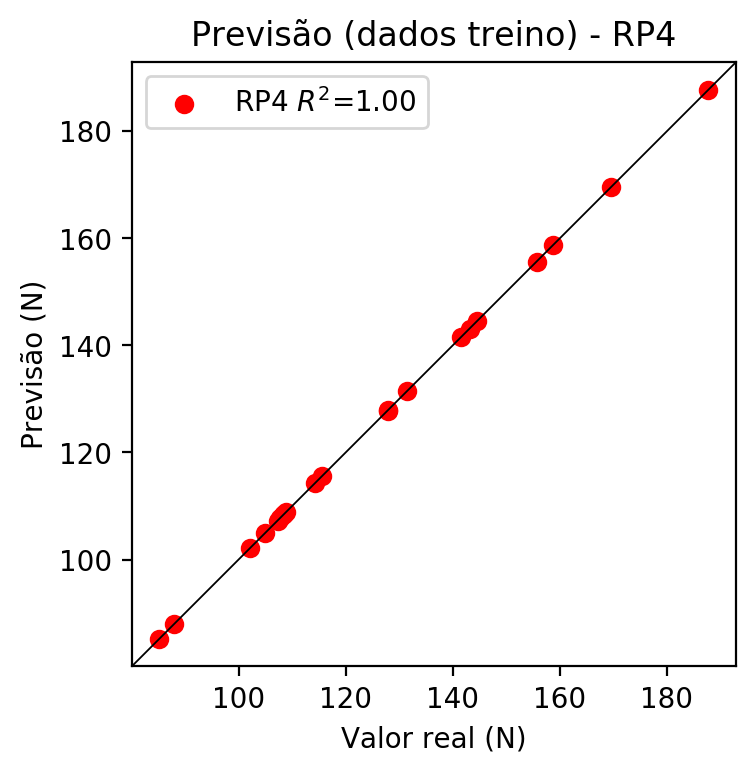 Previsão (dados treino) - RP4
RP4 R²=1.00
Previsão (N)
180
160
140
120
100
100 120 140 160 180
Valor real (N)